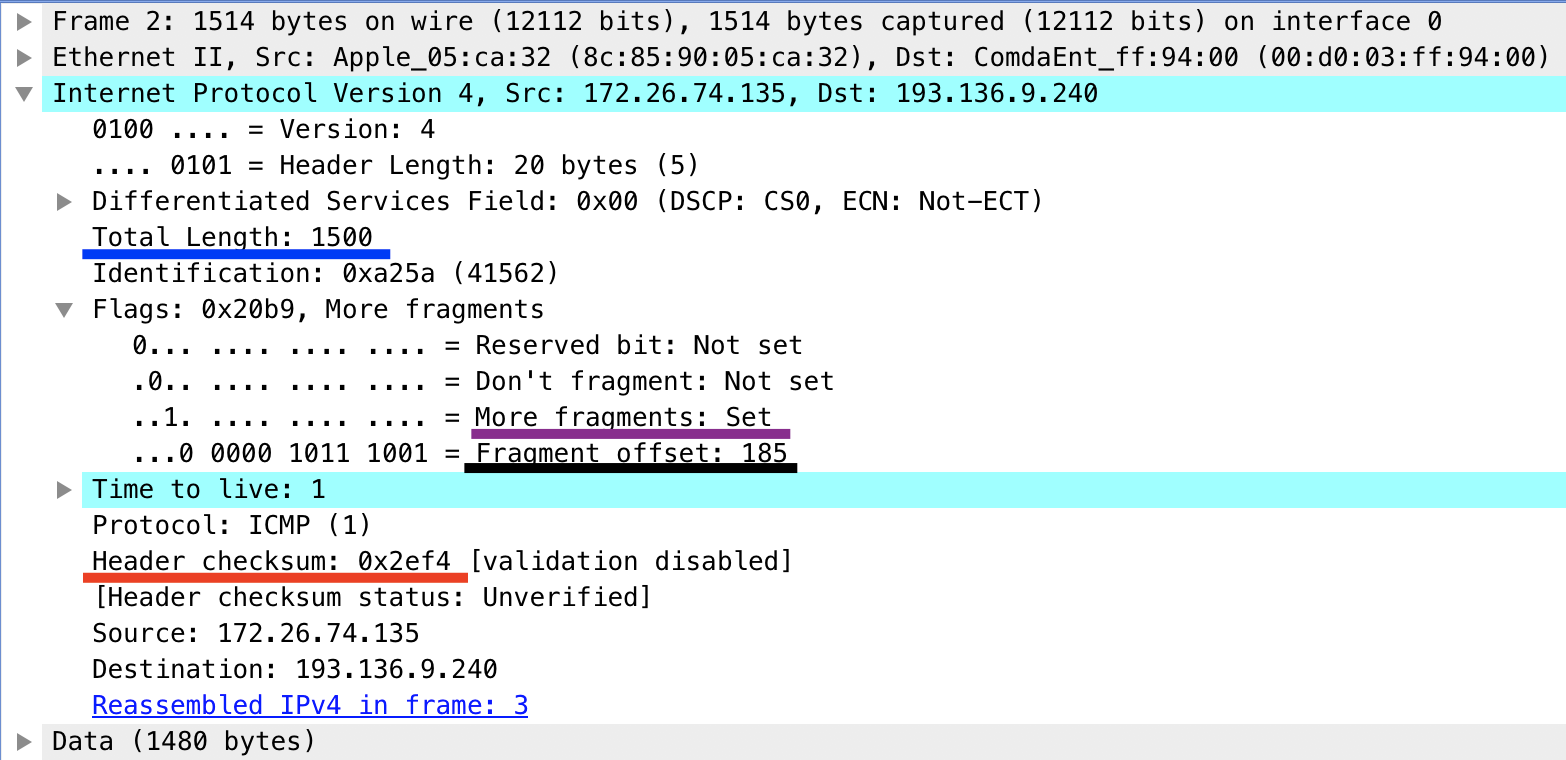 Frame 2: 1514 bytes on wire (12112 bits), 1514 bytes captured (12112 bits) on interface 0
Ethernet II, Src: Apple_05:ca:32 (8c:85:90:05:ca:32), Dst: ComdaEnt_ff:94:00 (00:d0:03:ff:94:00)
Internet Protocol Version 4, Src: 172.26.74.135, Dst: 193.136.9.240
0100 .... = Version: 4
.... 0101 = Header Length: 20 bytes (5)
Differentiated Services Field: 0x00 (DSCP: CS0, ECN: Not-ECT)
Total Length: 1500
Identification: 0xa25a (41562)
Flags: 0x20b9, More fragments
0... .... .... .... = Reserved bit: Not set
.0.. .... .... .... = Don't fragment: Not set
..1. .... .... .... = More fragments: Set
...0 0000 1011 1001 = Fragment offset: 185
Time to live: 1
Protocol: ICMP (1)
Header checksum: 0x2ef4 [validation disabled]
[Header checksum status: Unverified]
Source: 172.26.74.135
Destination: 193.136.9.240
Reassembled IPv4 in frame: 3
Data (1480 bytes)